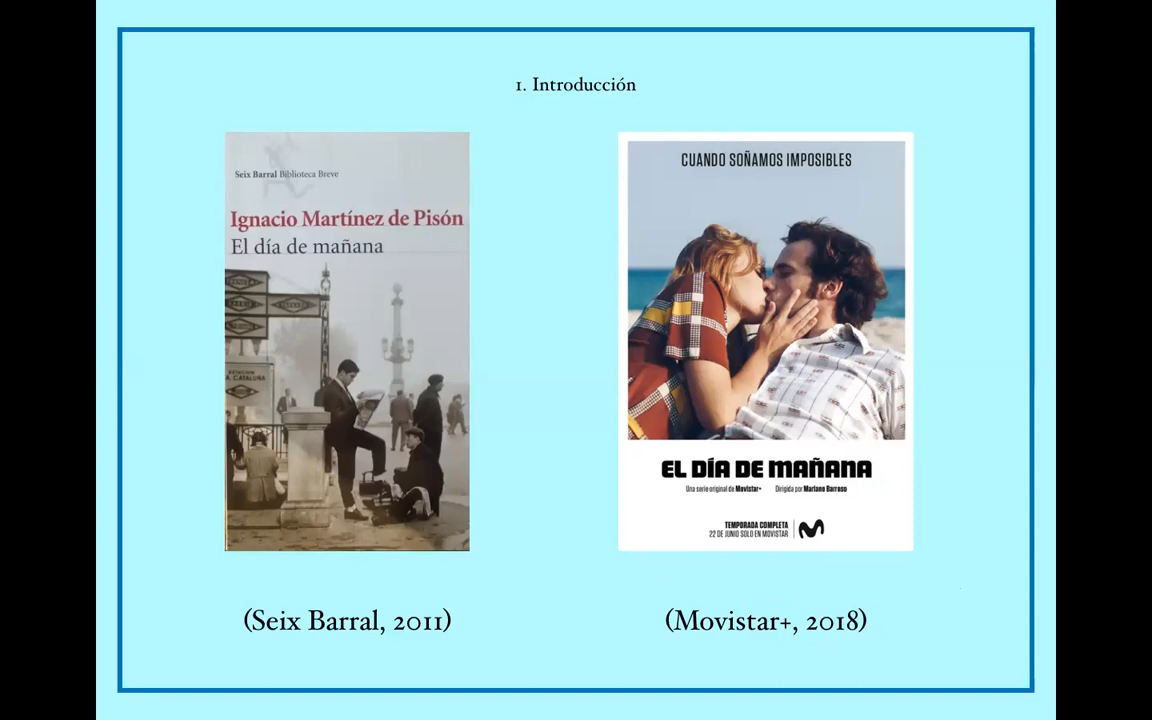 1. Introducción
Seix Barral Biblioteca Breve
Ignacio Martínez de Pisón
El día de mañana
ESTACION
A CATALUÑA
CUANDO SOÑAMOS IMPOSIBLES
EL DÍA DE MAÑANA
Una serie original de Movistar+ Dirigida por Mariano Barroso
TEMPORADA COMPLETA
22 DE JUNIO SOLO EN MOVISTAR
(Seix Barral, 2011)
(Movistar+, 2018)